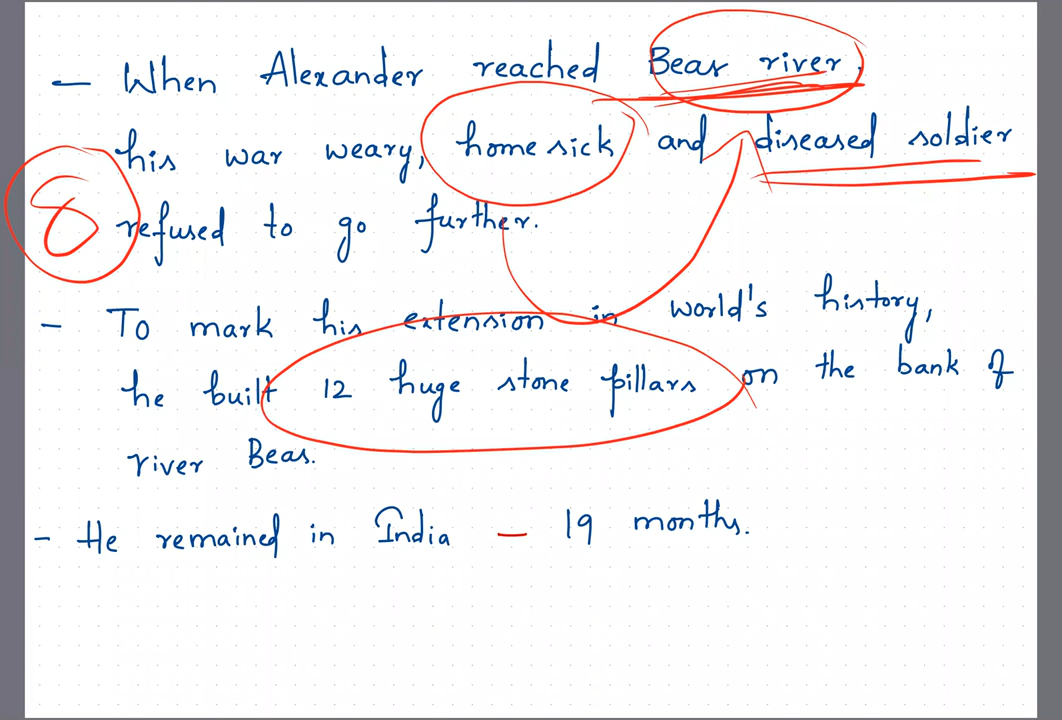 - When Alexander reached Beas river,
his war weary, home sick and diseased soldier
8 refused to go further.
- To mark his extension in world's history,
he built 12 huge stone pillars on the bank of
river Beas.
- He remained in India - 19 months.